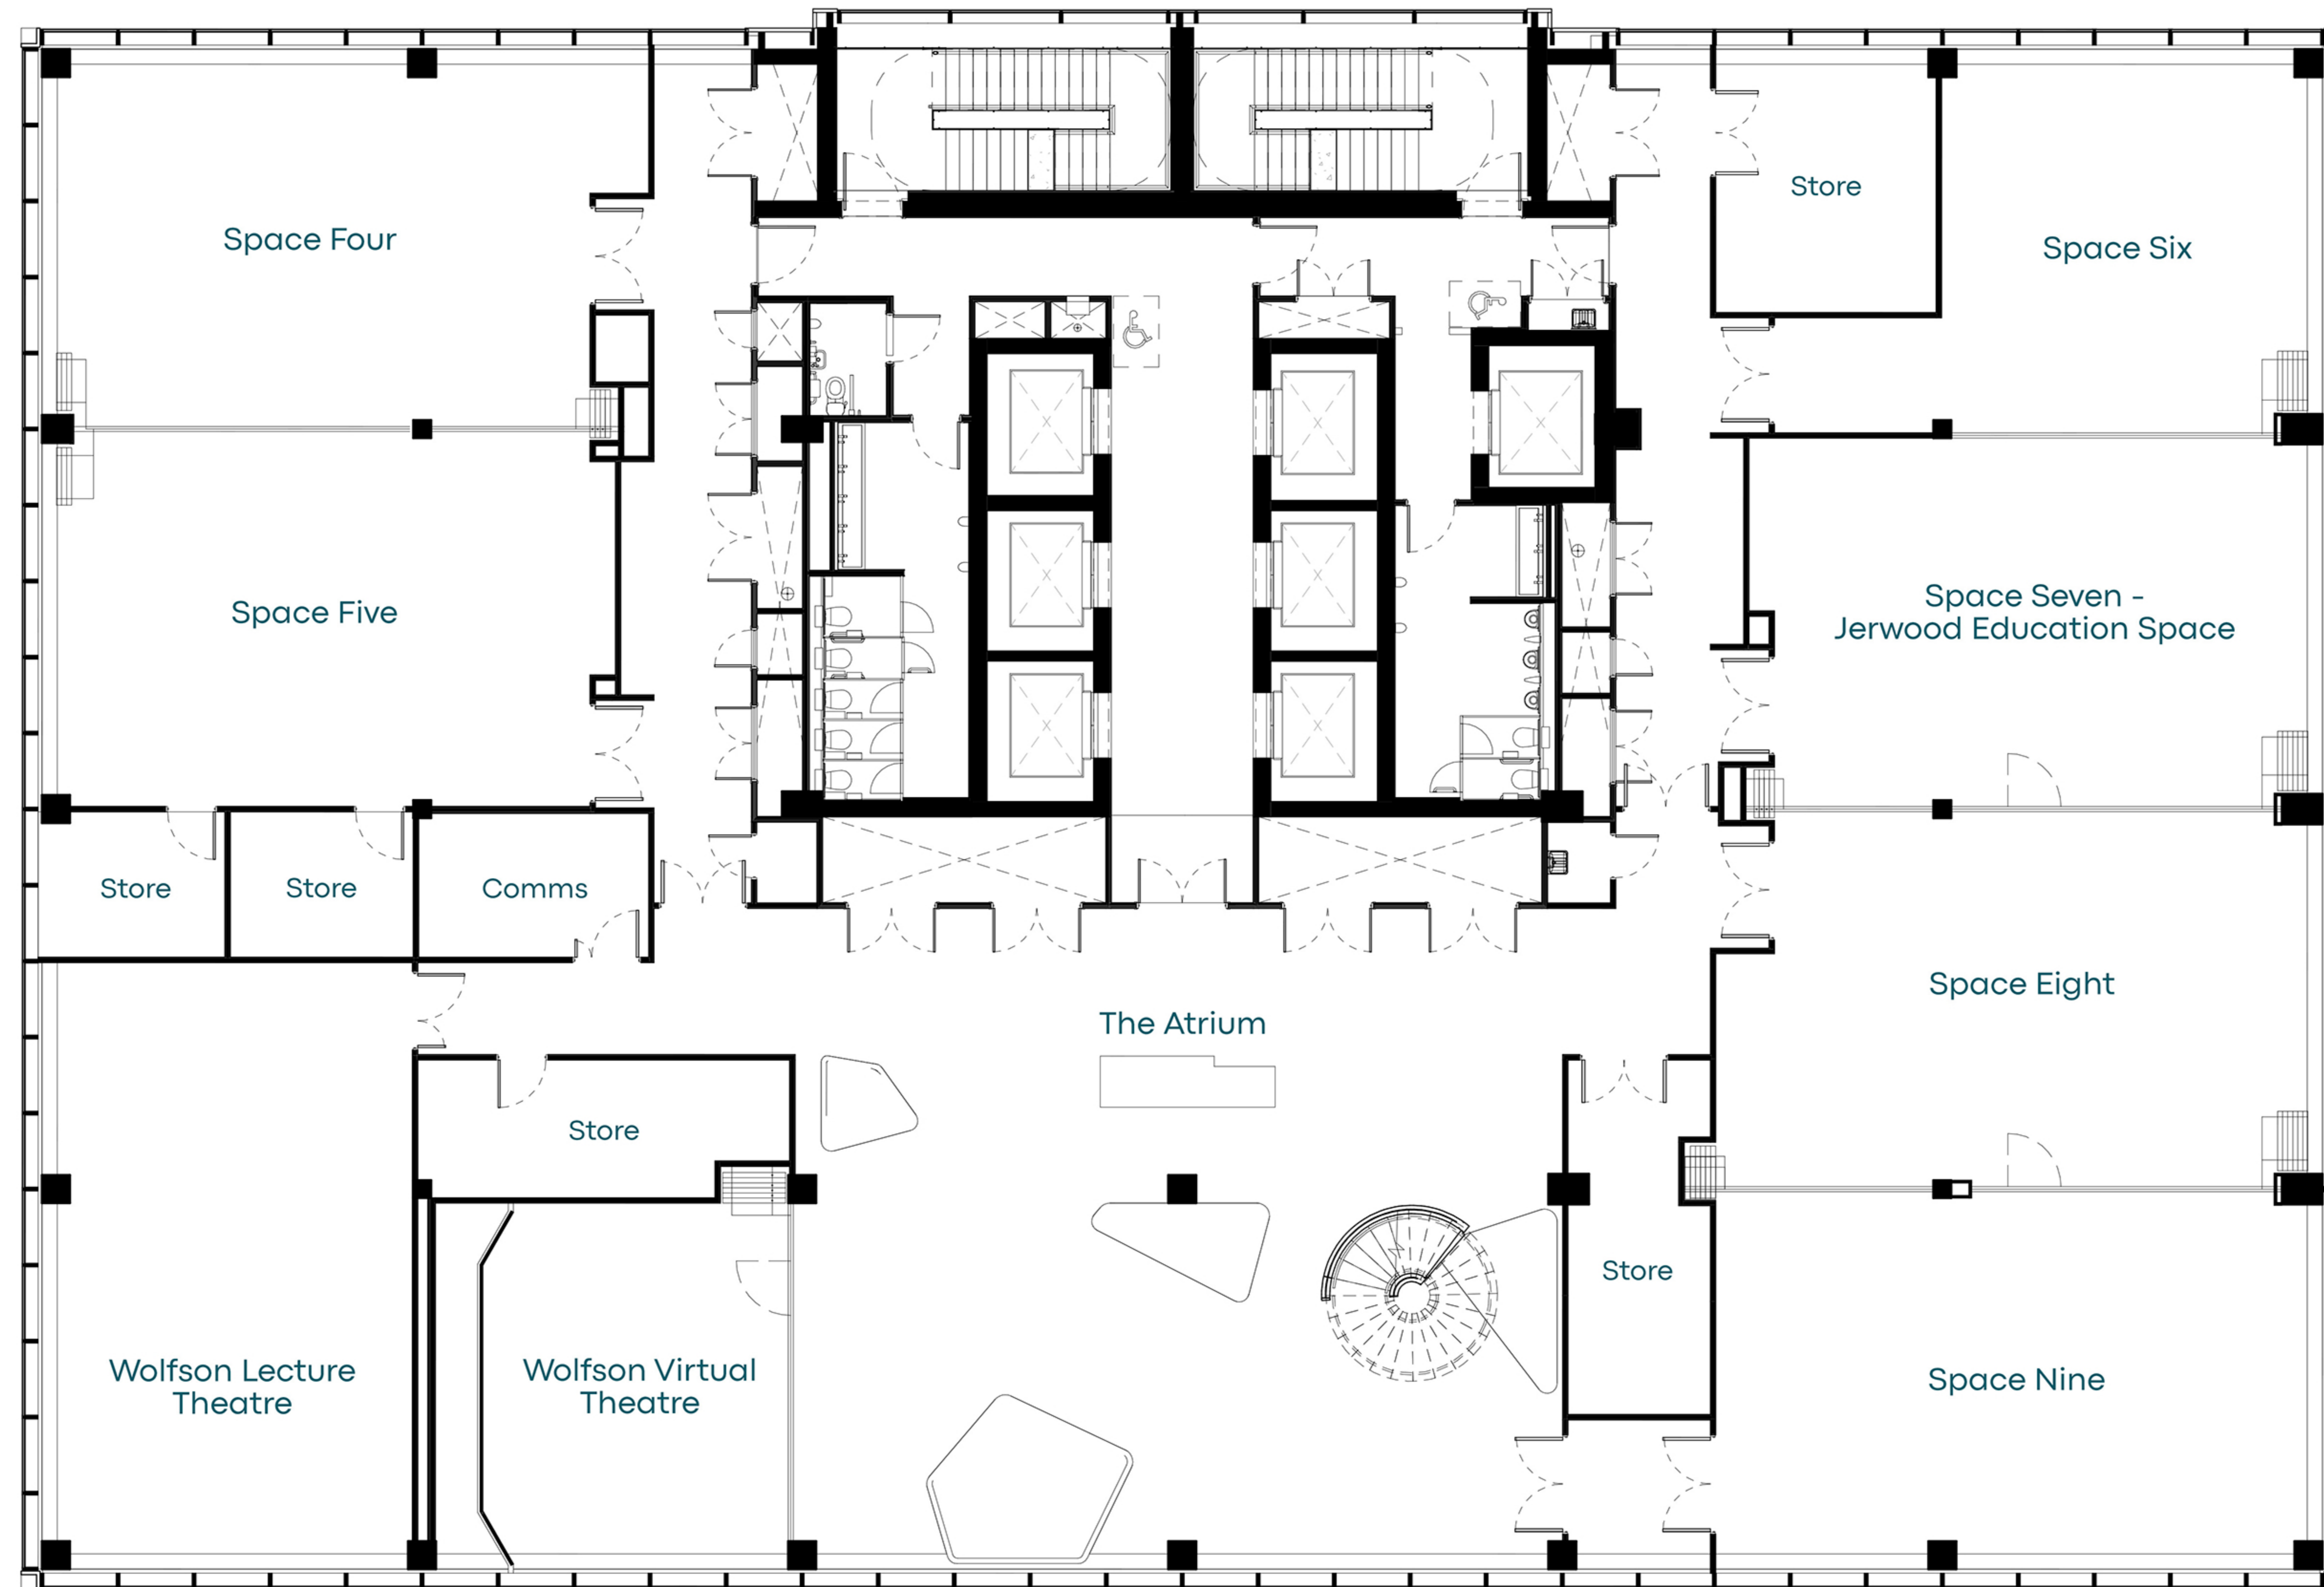 Store
Space Four
Space Six
Space Five
Space Seven -
Jerwood Education Space
Store
Store
Comms
Space Eight
The Atrium
Store
Store
Wolfson Lecture
Theatre
Wolfson Virtual
Theatre
Space Nine